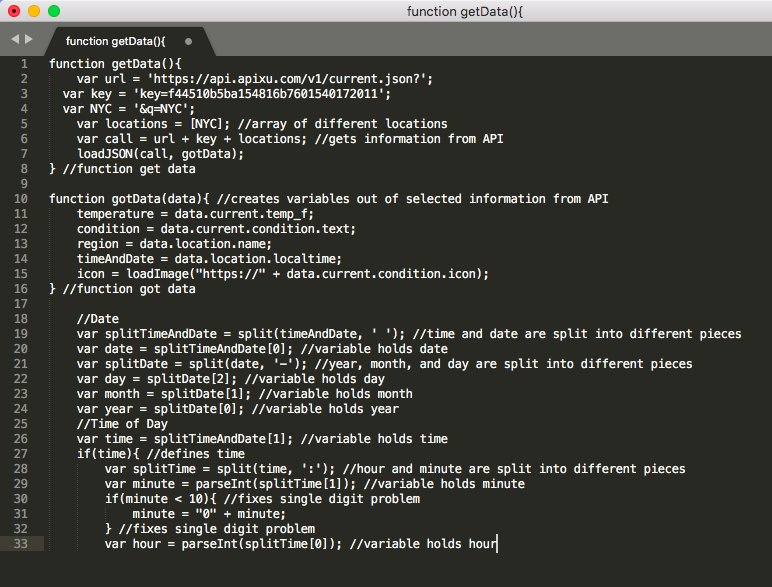 function getData(){
function getData(){
1 function getData(){
2 var url = 'https://api.apixu.com/v1/current.json?';
3 var key = 'key=f44510b5ba154816b7601540172011';
4 var NYC = '&q=NYC';
5 var locations = [NYC]; //array of different locations
6 var call = url + key + locations; //gets information from API
7 loadJSON(call, gotData);
8 } //function get data
9
10 function gotData(data){ //creates variables out of selected information from API
11 temperature = data.current.temp_f;
12 condition = data.current.condition.text;
13 region = data.location.name;
14 timeAndDate = data.location.localtime;
15 icon = loadImage("https://" + data.current.condition.icon);
16 } //function got data
17
18 //Date
19 var splitTimeAndDate = split(timeAndDate, ' '); //time and date are split into different pieces
20 var date = splitTimeAndDate[0]; //variable holds date
21 var splitDate = split(date, '-'); //year, month, and day are split into different pieces
22 var day = splitDate[2]; //variable holds day
23 var month = splitDate[1]; //variable holds month
24 var year = splitDate[0]; //variable holds year
25 //Time of Day
26 var time = splitTimeAndDate[1]; //variable holds time
27 if(time){ //defines time
28 var splitTime = split(time, ':'); //hour and minute are split into different pieces
29 var minute = parseInt(splitTime[1]); //variable holds minute
30 if(minute < 10){ //fixes single digit problem
31 minute = "0" + minute;
32 } //fixes single digit problem
33 var hour = parseInt(splitTime[0]); //variable holds hour